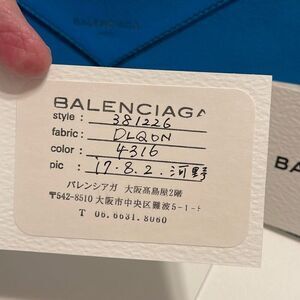 BALENCIAGA
BALENCIAGA
style : 381226
fabric: DLQ0N
color : 4316
pic : 17.8.2.河野
バレンシアガ 大阪髙島屋2階
〒542-8510 大阪市中央区難波5-1-5
T 06.6631.8060